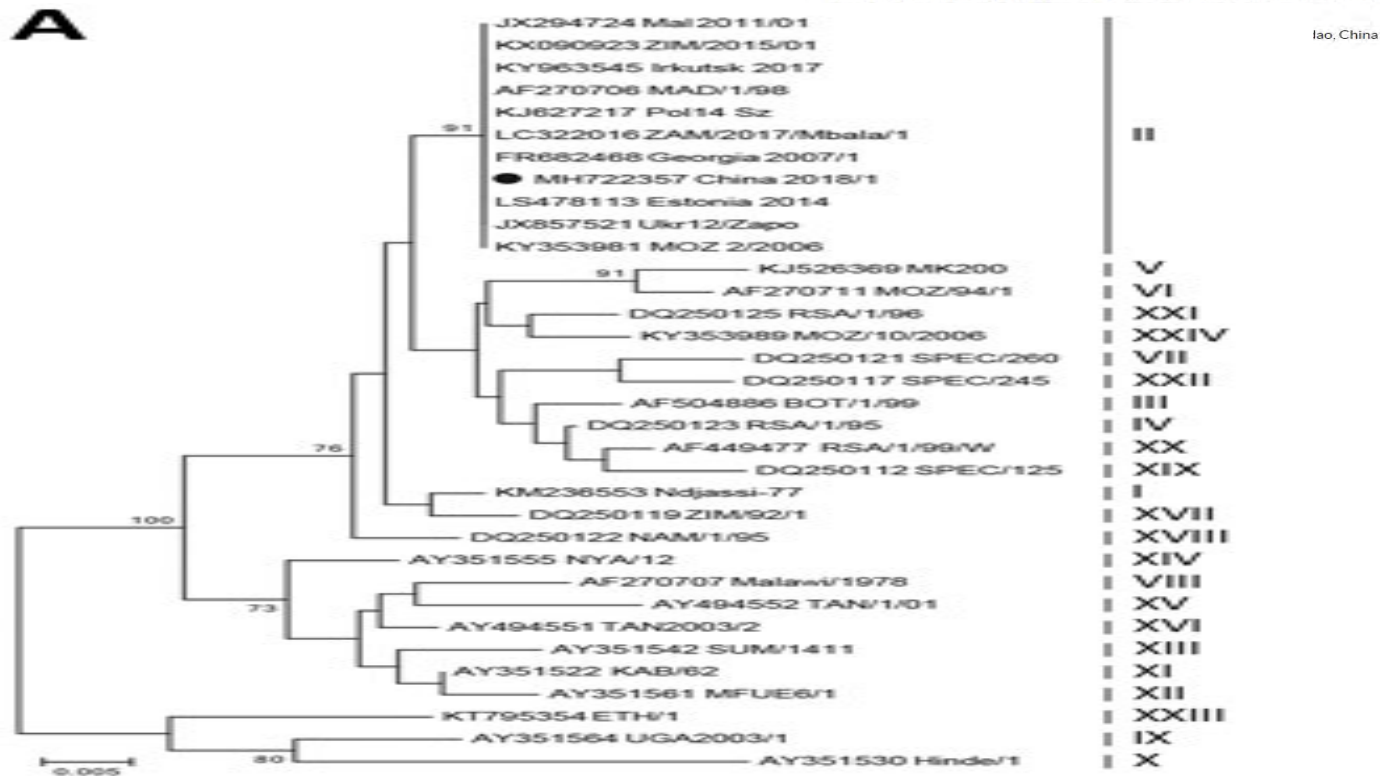 A
lao, China
JX294724 Mal 2011/01
KX090923 ZIM/2015/01
KY963545 Irkutsk 2017
AF270706 MAD/1/98
KJ627217 Pol14 Sz
91
LC322016 ZAM/2017/Mbala/1
II
FR682468 Georgia 2007/1
MH722357 China 2018/1
LS478113 Estonia 2014
JX857521 Ukr12/Zapo
KY353981 MOZ 2/2006
91
KJ526369 MK200 V
AF270711 MOZ/94/1 VI
DQ250125 RSA/1/96 XXI
KY353989 MOZ/10/2006 XXIV
DQ250121 SPEC/260 VII
DQ250117 SPEC/245 XXII
AF504886 BOT/1/99 III
DQ250123 RSA/1/95 IV
76
AF449477 RSA/1/99/W XX
DQ250112 SPEC/125 XIX
KM236553 Ndjassi-77 I
100
DQ250119 ZIM/92/1 XVII
DQ250122 NAM/1/95 XVIII
AY351555 NYA/12 XIV
AF270707 Malawi/1978 VIII
73
AY494552 TAN/1/01 XV
AY494551 TAN2003/2 XVI
AY351542 SUM/1411 XIII
AY351522 KAB/62 XI
AY351561 MFUE6/1 XII
KT795354 ETH/1 XXIII
AY351564 UGA2003/1 IX
80
AY351530 Hinde/1 X
0.005